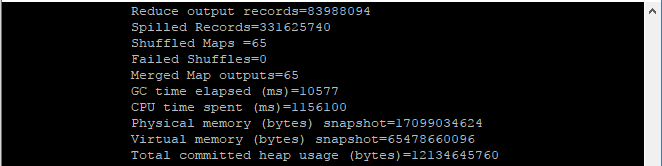 Reduce output records=83988094
Spilled Records=331625740
Shuffled Maps =65
Failed Shuffles=0
Merged Map outputs=65
GC time elapsed (ms)=10577
CPU time spent (ms)=1156100
Physical memory (bytes) snapshot=17099034624
Virtual memory (bytes) snapshot=65478660096
Total committed heap usage (bytes)=12134645760